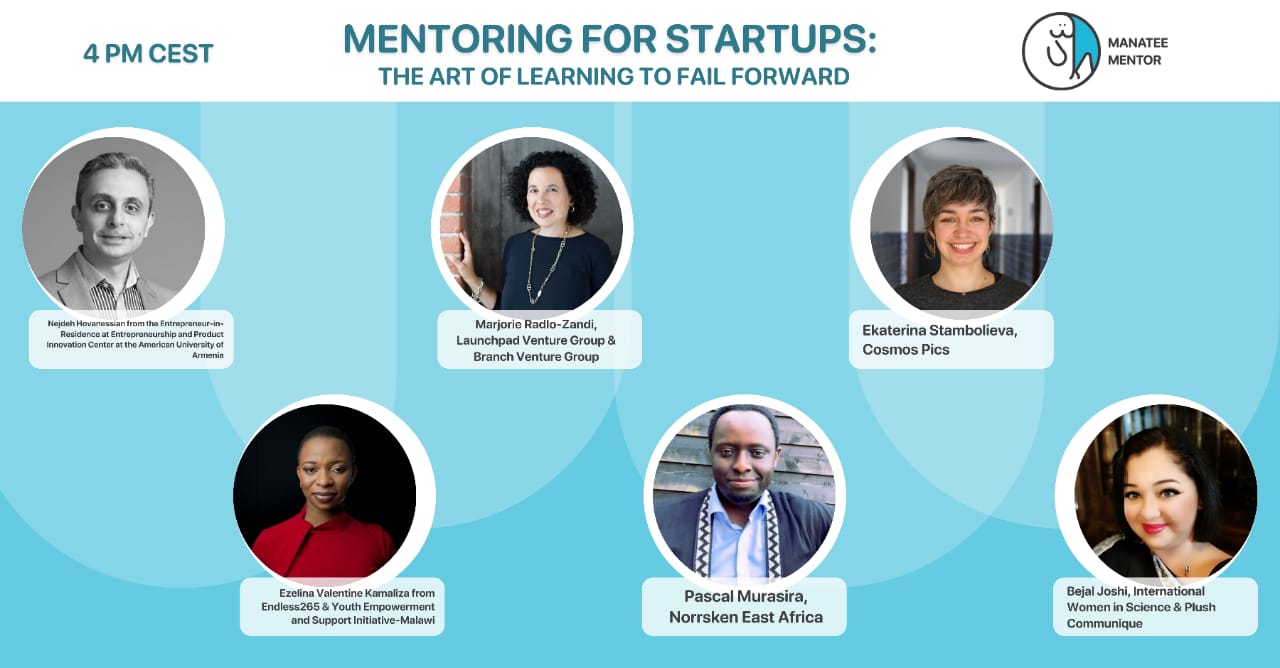 4 PM CEST
MENTORING FOR STARTUPS:
THE ART OF LEARNING TO FAIL FORWARD
MANATEE
MENTOR
Nejdeh Hovanessian from the Entrepreneur-in-
Residence at Entrepreneurship and Product
Innovation Center at the American University of
Armenia
Marjorie Radlo-Zandi,
Launchpad Venture Group &
Branch Venture Group
Ekaterina Stambolieva,
Cosmos Pics
Ezelina Valentine Kamaliza from
Endless265 & Youth Empowerment
and Support Initiative-Malawi
Pascal Murasira,
Norrsken East Africa
Bejal Joshi, International
Women in Science & Plush
Communique